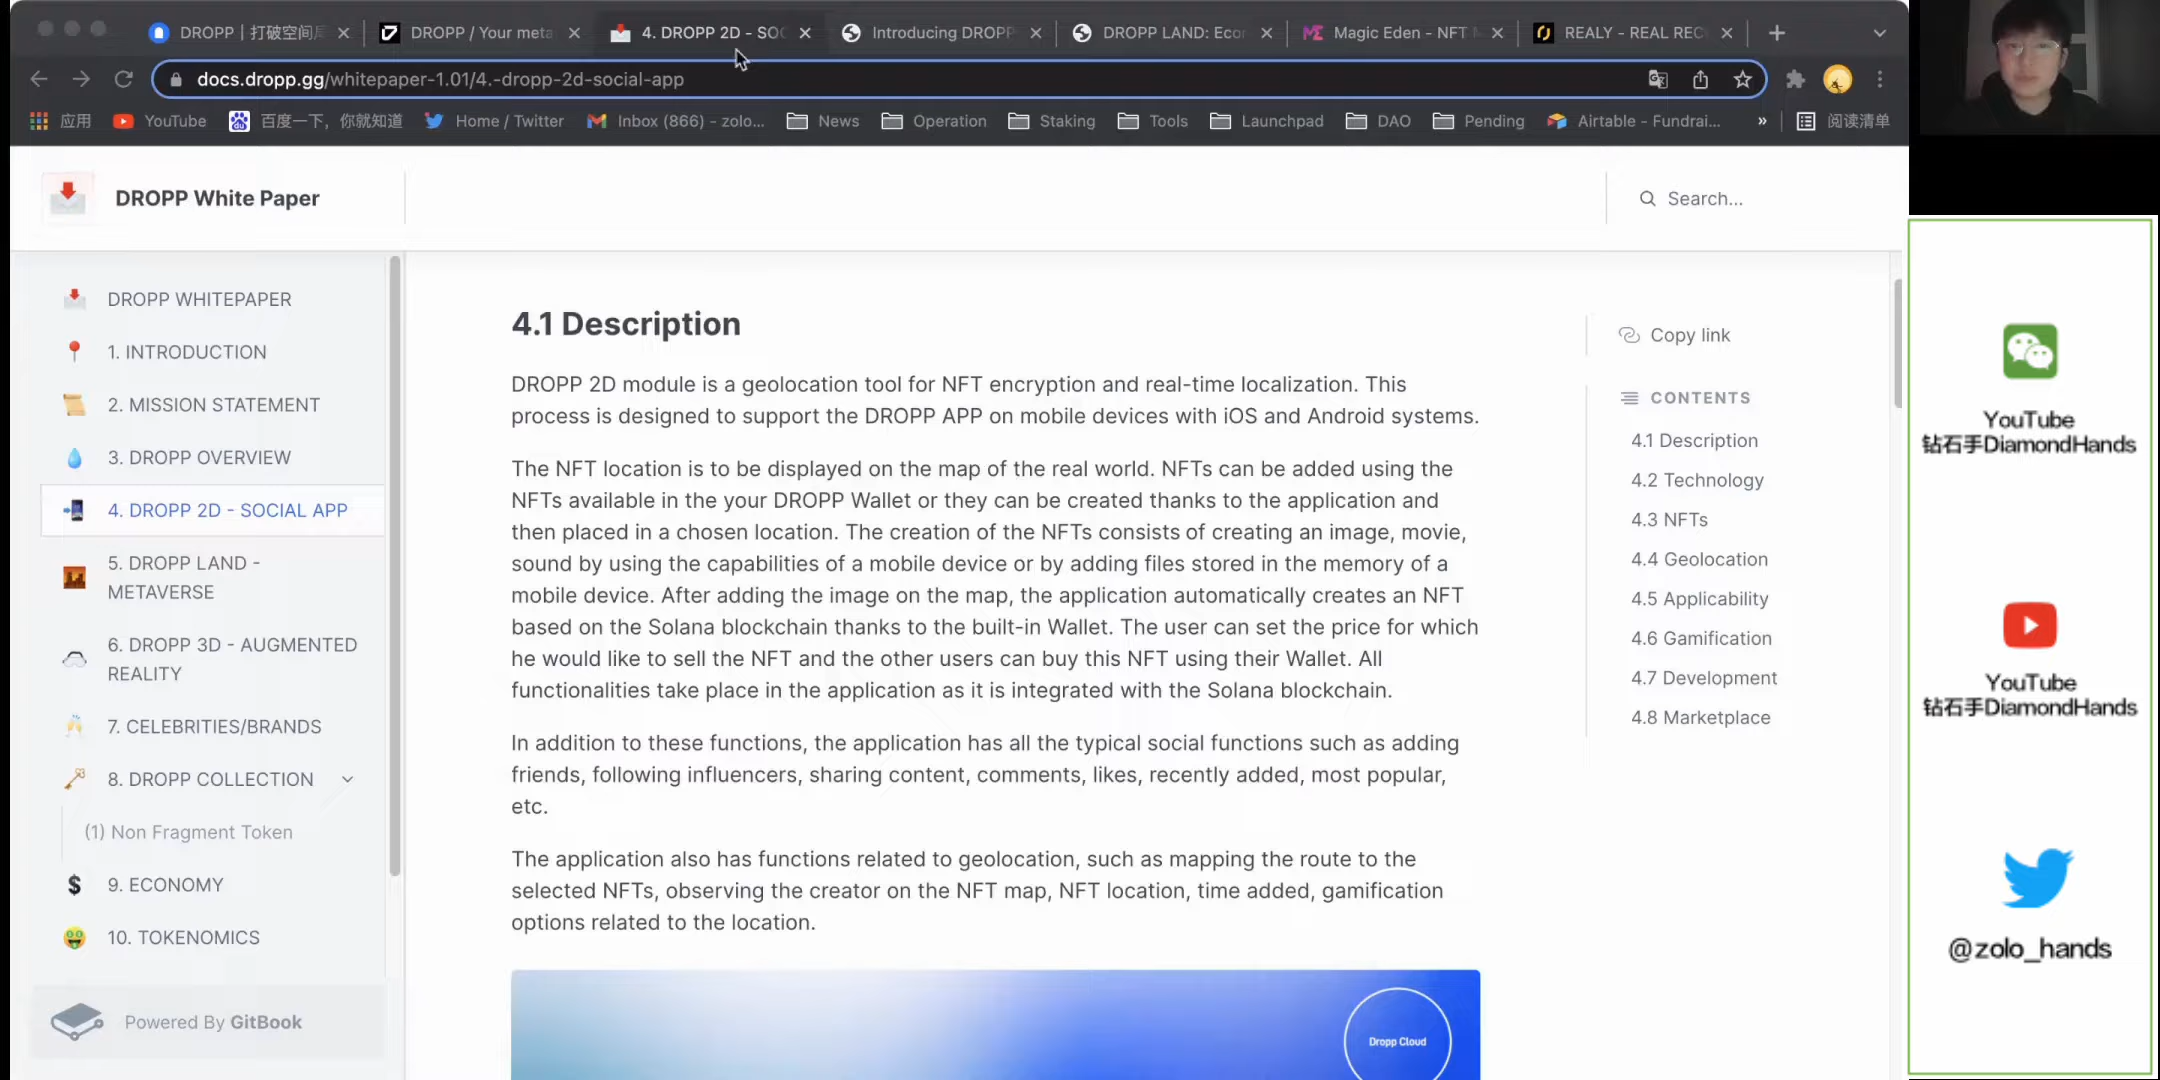 DROPP | 打破空间
DROPP / Your meta
4. DROPP 2D - SOC
Introducing DROPP
DROPP LAND: Econ
Magic Eden - NFT M
REALY - REAL REC
docs.dropp.gg/whitepaper-1.01/4.-dropp-2d-social-app
应用
YouTube
百度一下，你就知道
Home / Twitter
Inbox (866) - zolo...
News
Operation
Staking
Tools
Launchpad
DAO
Pending
Airtable - Fundrai...
»
阅读清单
DROPP White Paper
Search...
DROPP WHITEPAPER
1. INTRODUCTION
2. MISSION STATEMENT
3. DROPP OVERVIEW
4. DROPP 2D - SOCIAL APP
5. DROPP LAND -
METAVERSE
6. DROPP 3D - AUGMENTED
REALITY
7. CELEBRITIES/BRANDS
8. DROPP COLLECTION
(1) Non Fragment Token
9. ECONOMY
10. TOKENOMICS
Powered By GitBook
4.1 Description
DROPP 2D module is a geolocation tool for NFT encryption and real-time localization. This
process is designed to support the DROPP APP on mobile devices with iOS and Android systems.
The NFT location is to be displayed on the map of the real world. NFTs can be added using the
NFTs available in the your DROPP Wallet or they can be created thanks to the application and
then placed in a chosen location. The creation of the NFTs consists of creating an image, movie,
sound by using the capabilities of a mobile device or by adding files stored in the memory of a
mobile device. After adding the image on the map, the application automatically creates an NFT
based on the Solana blockchain thanks to the built-in Wallet. The user can set the price for which
he would like to sell the NFT and the other users can buy this NFT using their Wallet. All
functionalities take place in the application as it is integrated with the Solana blockchain.
In addition to these functions, the application has all the typical social functions such as adding
friends, following influencers, sharing content, comments, likes, recently added, most popular,
etc.
The application also has functions related to geolocation, such as mapping the route to the
selected NFTs, observing the creator on the NFT map, NFT location, time added, gamification
options related to the location.
Dropp Cloud
Copy link
CONTENTS
4.1 Description
4.2 Technology
4.3 NFTs
4.4 Geolocation
4.5 Applicability
4.6 Gamification
4.7 Development
4.8 Marketplace
YouTube
钻石手DiamondHands
YouTube
钻石手DiamondHands
@zolo_hands